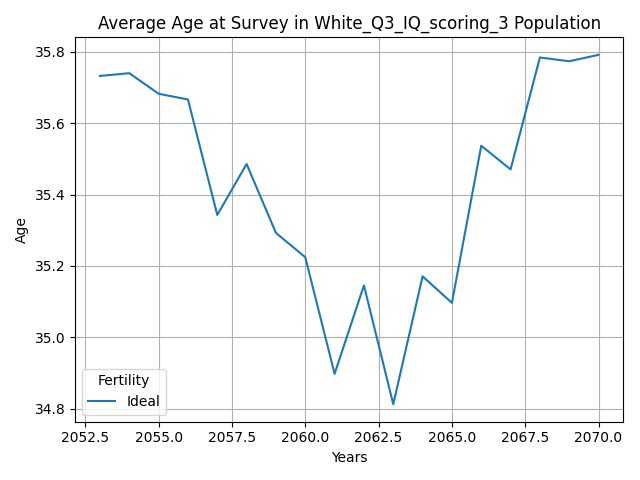 Average Age at Survey in White_Q3_IQ_scoring_3 Population
35.8
35.6
35.4
35.2
35.0
34.8
Age
Fertility
Ideal
2052.5 2055.0 2057.5 2060.0 2062.5 2065.0 2067.5 2070.0
Years